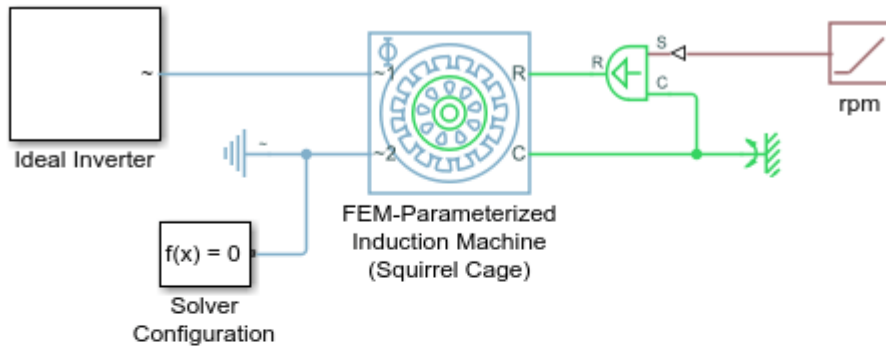 ~
Ideal Inverter
~
f(x) = 0
Solver
Configuration
Φ
~1
~2
R
C
FEM-Parameterized
Induction Machine
(Squirrel Cage)
R
S
C
rpm